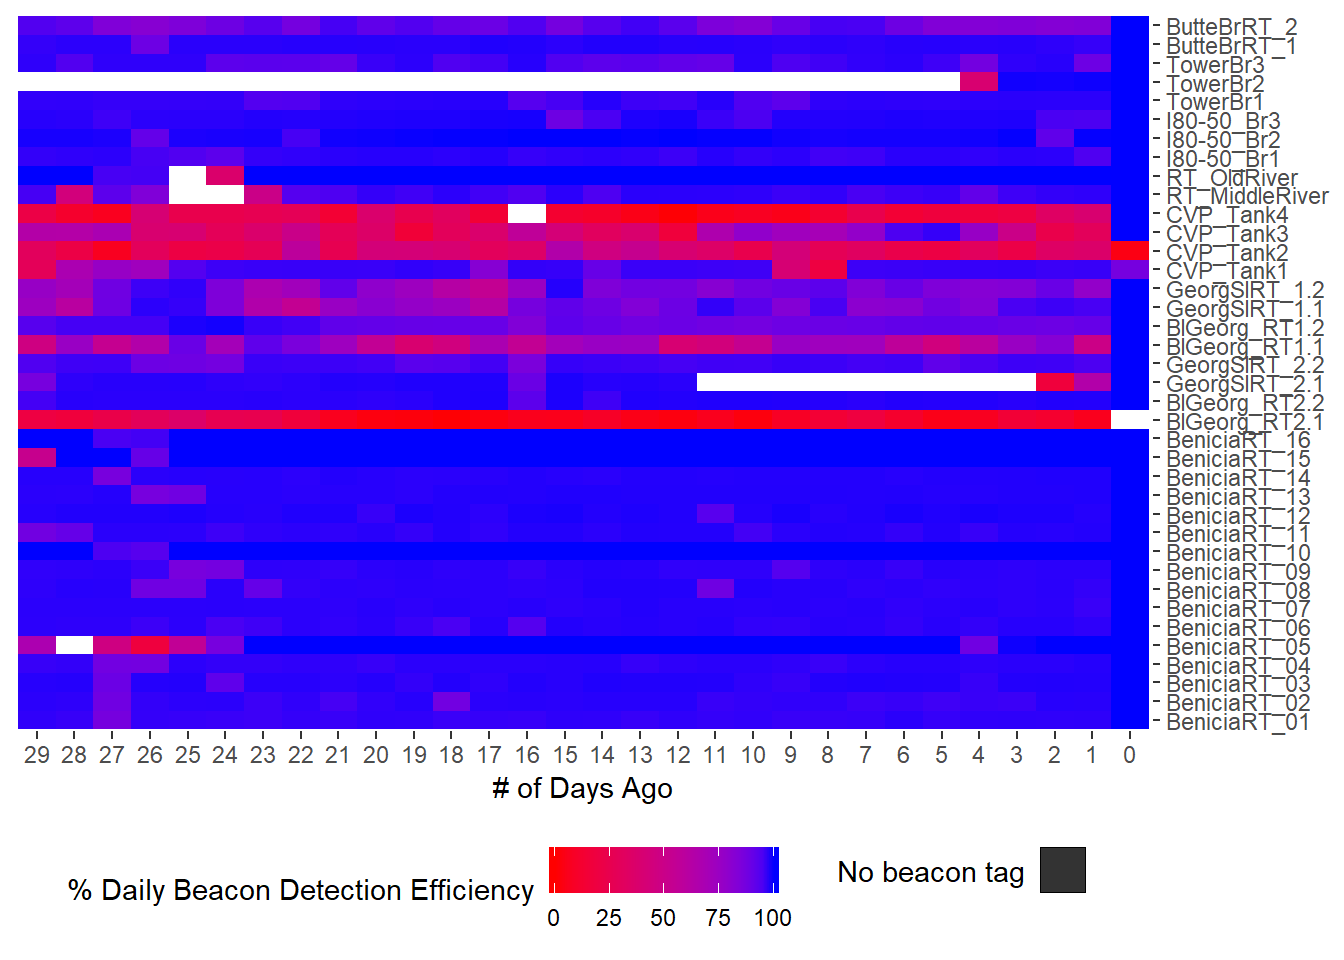 ButteBrRT_2
ButteBrRT_1
TowerBr3
TowerBr2
TowerBr1
I80-50_Br3
I80-50_Br2
I80-50_Br1
RT_OldRiver
RT_MiddleRiver
CVP_Tank4
CVP_Tank3
CVP_Tank2
CVP_Tank1
GeorgSlRT_1.2
GeorgSlRT_1.1
BlGeorg_RT1.2
BlGeorg_RT1.1
GeorgSlRT_2.2
GeorgSlRT_2.1
BlGeorg_RT2.2
BlGeorg_RT2.1
BeniciaRT_16
BeniciaRT_15
BeniciaRT_14
BeniciaRT_13
BeniciaRT_12
BeniciaRT_11
BeniciaRT_10
BeniciaRT_09
BeniciaRT_08
BeniciaRT_07
BeniciaRT_06
BeniciaRT_05
BeniciaRT_04
BeniciaRT_03
BeniciaRT_02
BeniciaRT_01
29 28 27 26 25 24 23 22 21 20 19 18 17 16 15 14 13 12 11 10 9 8 7 6 5 4 3 2 1 0
# of Days Ago
% Daily Beacon Detection Efficiency
0 25 50 75 100
No beacon tag